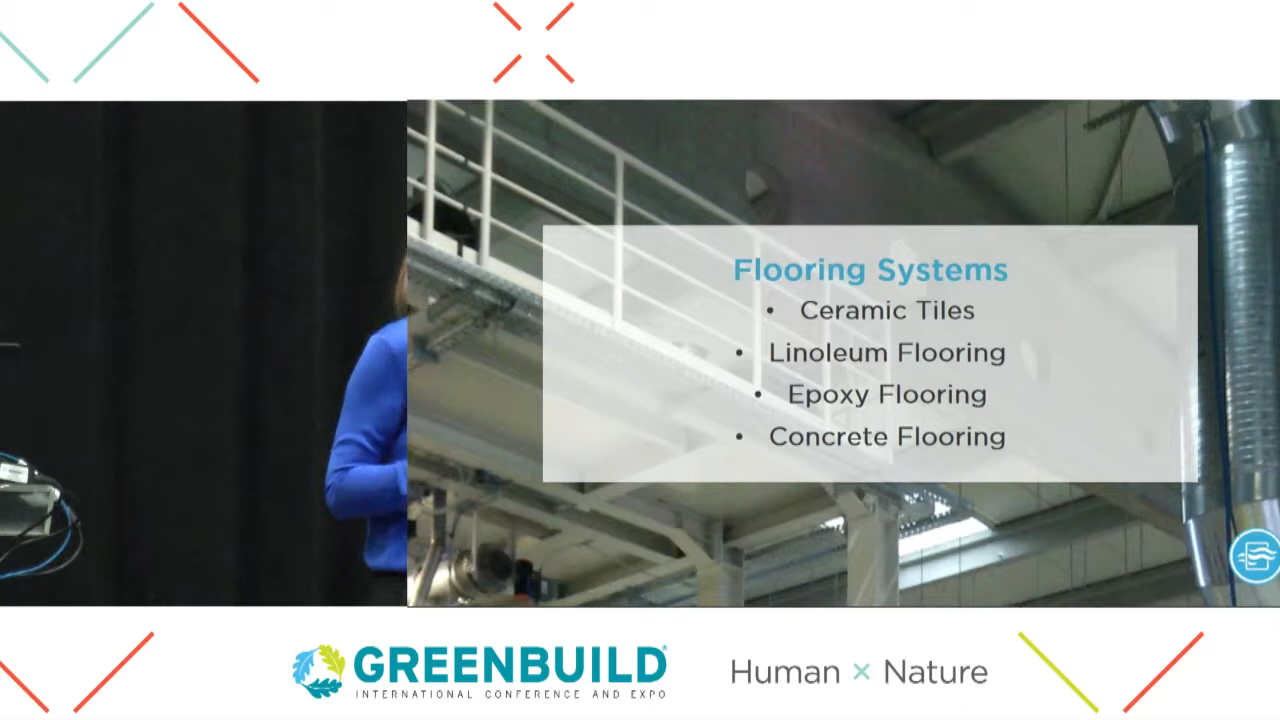 Flooring Systems
• Ceramic Tiles
• Linoleum Flooring
• Epoxy Flooring
• Concrete Flooring
GREENBUILD®
INTERNATIONAL CONFERENCE AND EXPO
Human × Nature